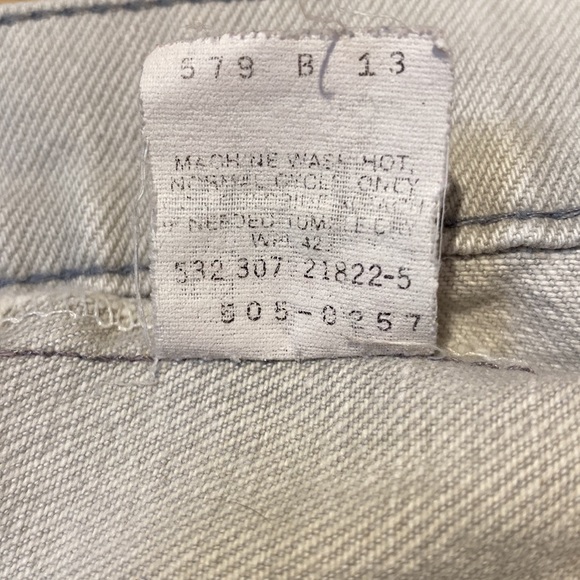 579 B 13
MACHINE WASH HOT,
NORMAL CYCLE ONLY
IF NEEDED TUMBLE DRY
WPL 423
532 307 21822-5
505-0257